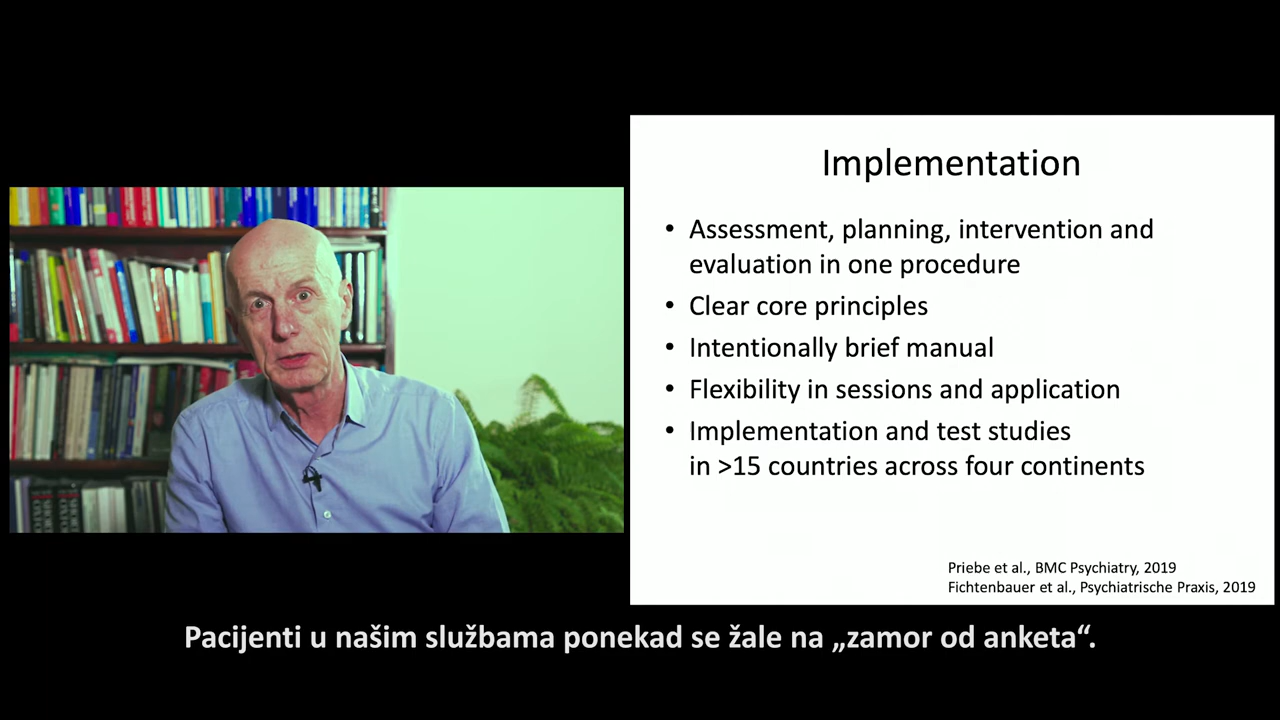 Implementation
• Assessment, planning, intervention and
evaluation in one procedure
• Clear core principles
• Intentionally brief manual
• Flexibility in sessions and application
• Implementation and test studies
in >15 countries across four continents
Priebe et al., BMC Psychiatry, 2019
Fichtenbauer et al., Psychiatrische Praxis, 2019
Pacijenti u našim službama ponekad se žale na „zamor od anketa“.